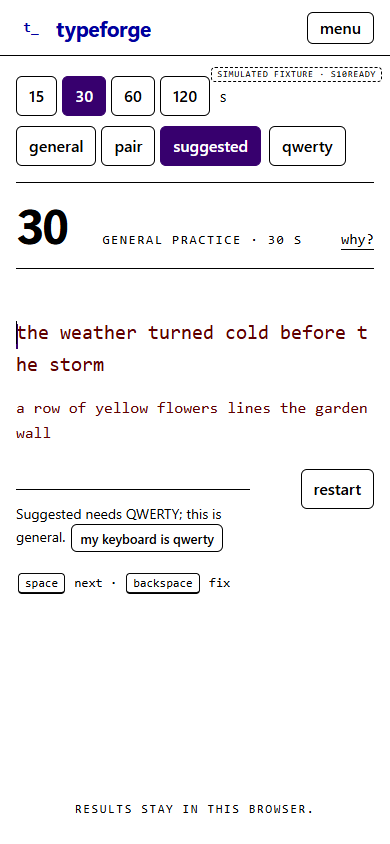 t_ typeforge menu
SIMULATED FIXTURE · S10READY
15 30 60 120 s
general pair suggested qwerty
30 GENERAL PRACTICE · 30 S why?
the weather turned cold before t
he storm
a row of yellow flowers lines the garden
wall
restart
Suggested needs QWERTY; this is
general. my keyboard is qwerty
space next · backspace fix
RESULTS STAY IN THIS BROWSER.